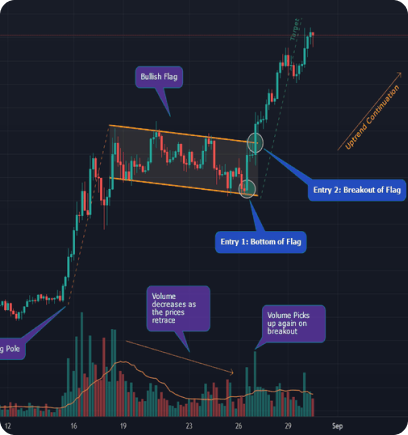 Target
Bullish Flag
Uptrend Continuation
Entry 2: Breakout of Flag
Entry 1: Bottom of Flag
Volume
decreases as
the prices
retrace
Volume Picks
up again on
breakout
g Pole
12
16
19
23
26
29
Sep